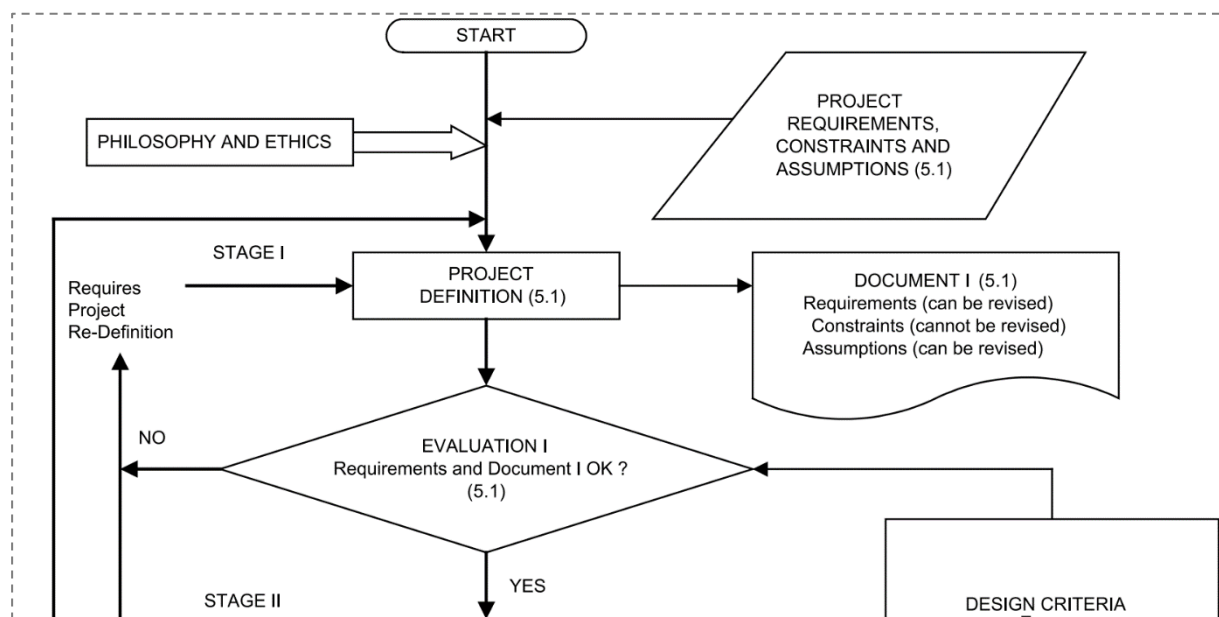 START
PHILOSOPHY AND ETHICS
PROJECT
REQUIREMENTS,
CONSTRAINTS AND
ASSUMPTIONS (5.1)
STAGE I
Requires
Project
Re-Definition
PROJECT
DEFINITION (5.1)
DOCUMENT I (5.1)
Requirements (can be revised)
Constraints (cannot be revised)
Assumptions (can be revised)
NO
EVALUATION I
Requirements and Document I OK ?
(5.1)
YES
STAGE II
DESIGN CRITERIA